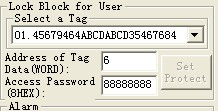 Lock Block for User
Select a Tag
01.45679464ABCDABCD35467684
Address of Tag Data(WORD):
6
Access Password (8HEX):
88888888
Set Protect
Alarm